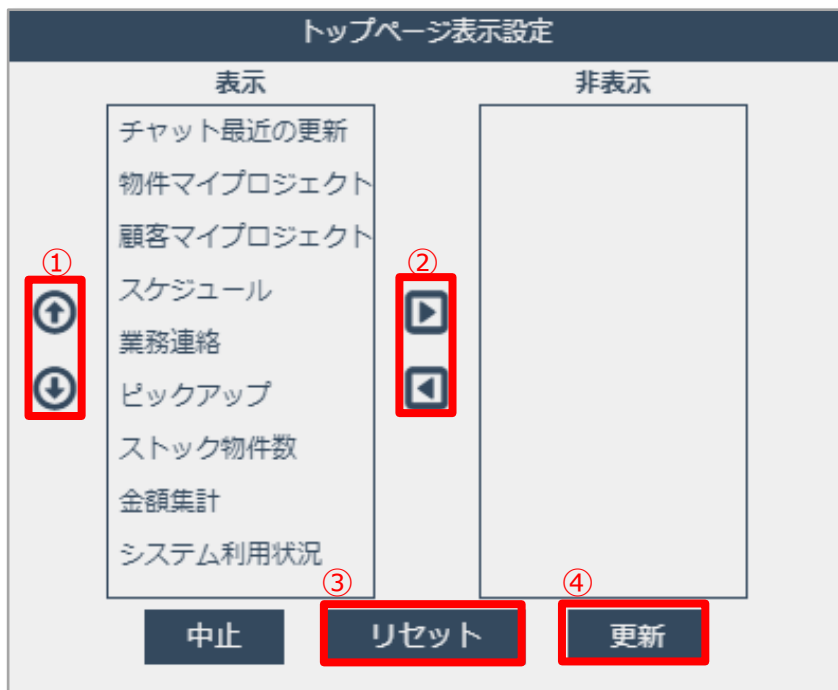 トップページ表示設定
表示
非表示
チャット最近の更新
物件マイプロジェクト
顧客マイプロジェクト
①
②
スケジュール
業務連絡
ピックアップ
ストック物件数
金額集計
システム利用状況
③
④
中止
リセット
更新